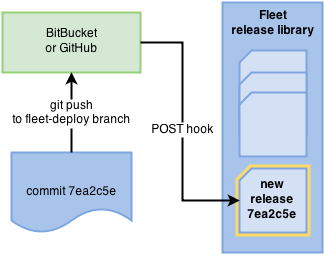 BitBucket
or GitHub
git push
to fleet-deploy branch
commit 7ea2c5e
POST hook
Fleet
release library
new
release
7ea2c5e